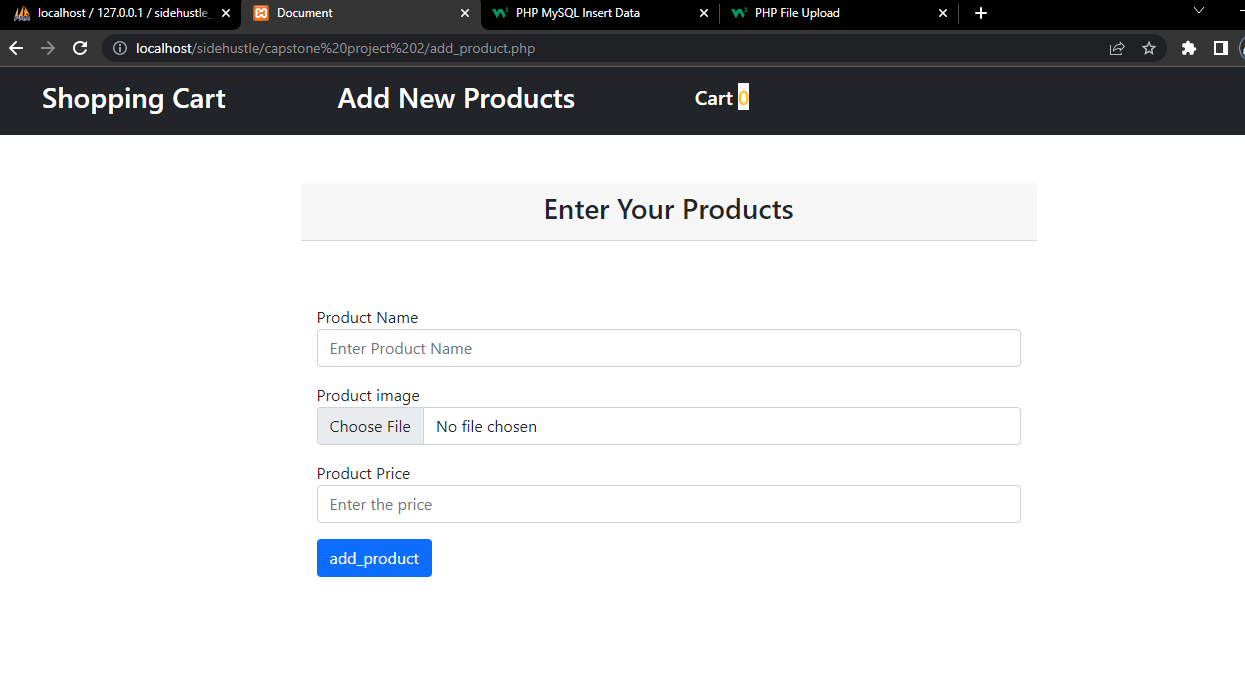 localhost / 127.0.0.1 / sidehustle_
Document
PHP MySQL Insert Data
PHP File Upload
localhost/sidehustle/capstone%20project%202/add_product.php
Shopping Cart
Add New Products
Cart 0
Enter Your Products
Product Name
Enter Product Name
Product image
Choose File No file chosen
Product Price
Enter the price
add_product